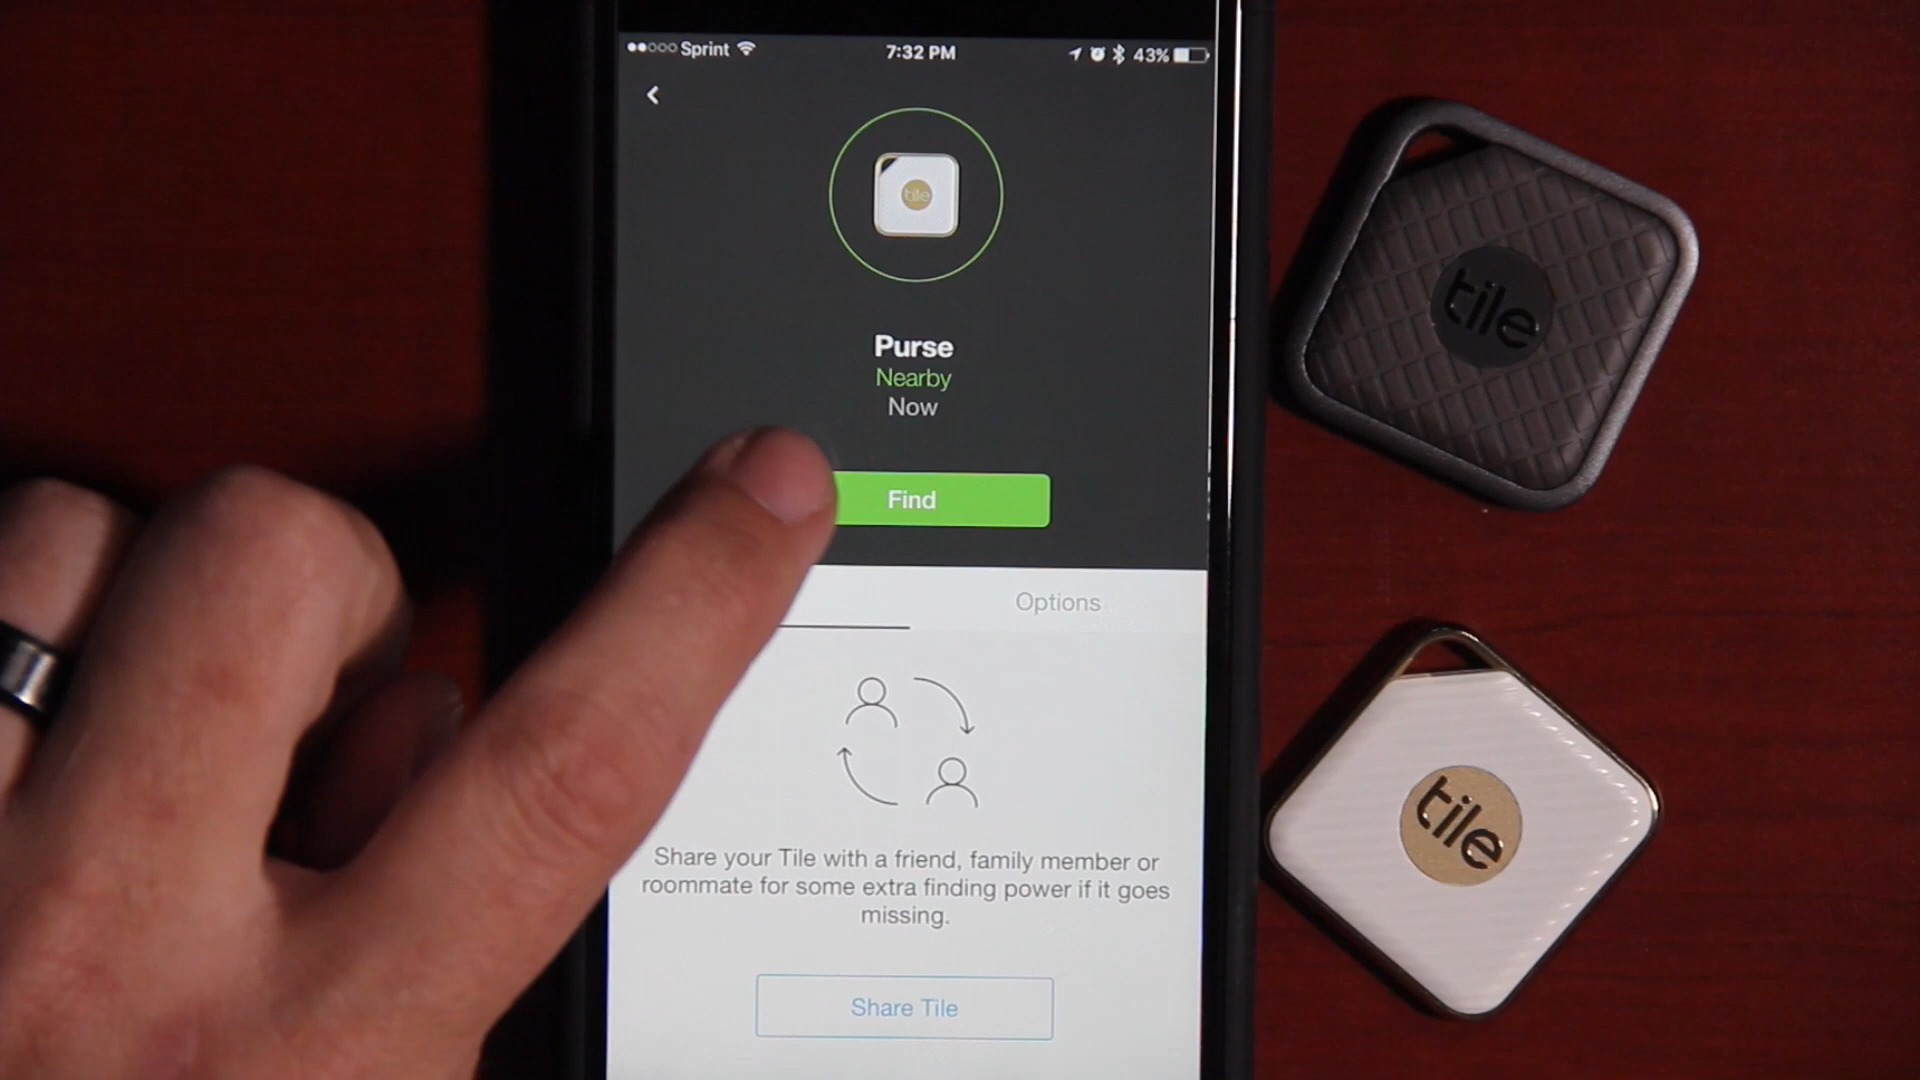 Sprint
7:32 PM
43%
tile
Purse
Nearby
Now
Find
Options
Share your Tile with a friend, family member or
roommate for some extra finding power if it goes
missing.
Share Tile
tile
tile